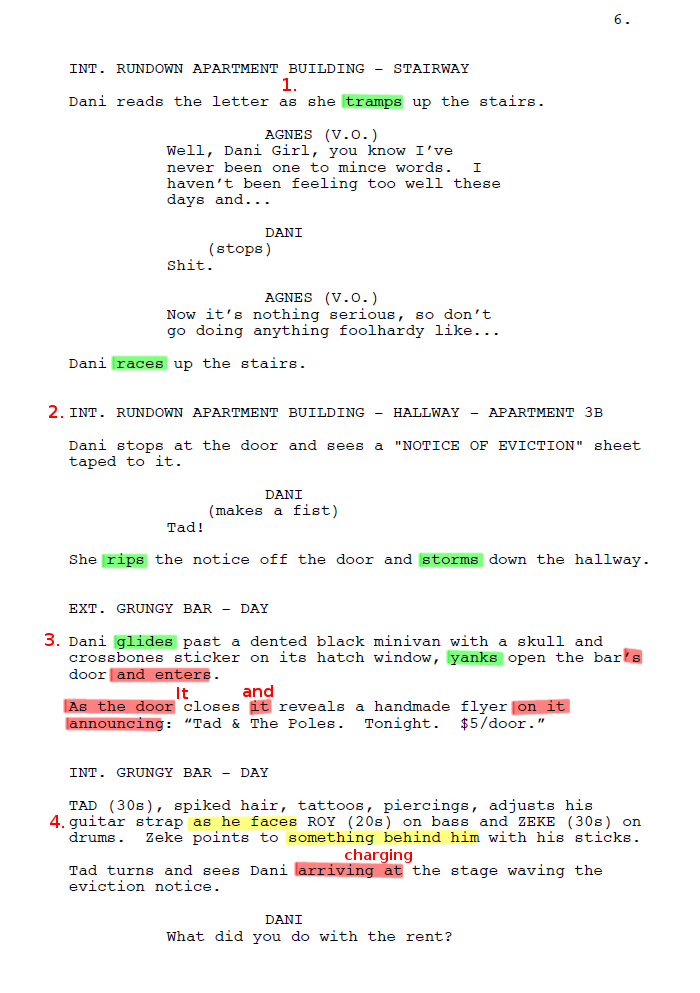 6.
INT. RUNDOWN APARTMENT BUILDING – STAIRWAY
1.
Dani reads the letter as she tramps up the stairs.
AGNES (V.O.)
Well, Dani Girl, you know I've
never been one to mince words. I
haven't been feeling too well these
days and...
DANI
(stops)
Shit.
AGNES (V.O.)
Now it's nothing serious, so don't
go doing anything foolhardy like...
Dani races up the stairs.
2. INT. RUNDOWN APARTMENT BUILDING – HALLWAY – APARTMENT 3B
Dani stops at the door and sees a "NOTICE OF EVICTION" sheet
taped to it.
DANI
(makes a fist)
Tad!
She rips the notice off the door and storms down the hallway.
EXT. GRUNGY BAR – DAY
3. Dani glides past a dented black minivan with a skull and
crossbones sticker on its hatch window, yanks open the bar's
door and enters.
It and
As the door closes it reveals a handmade flyer on it
announcing: “Tad & The Poles. Tonight. $5/door.”
INT. GRUNGY BAR – DAY
TAD (30s), spiked hair, tattoos, piercings, adjusts his
4. guitar strap as he faces ROY (20s) on bass and ZEKE (30s) on
drums. Zeke points to something behind him with his sticks.
charging
Tad turns and sees Dani arriving at the stage waving the
eviction notice.
DANI
What did you do with the rent?